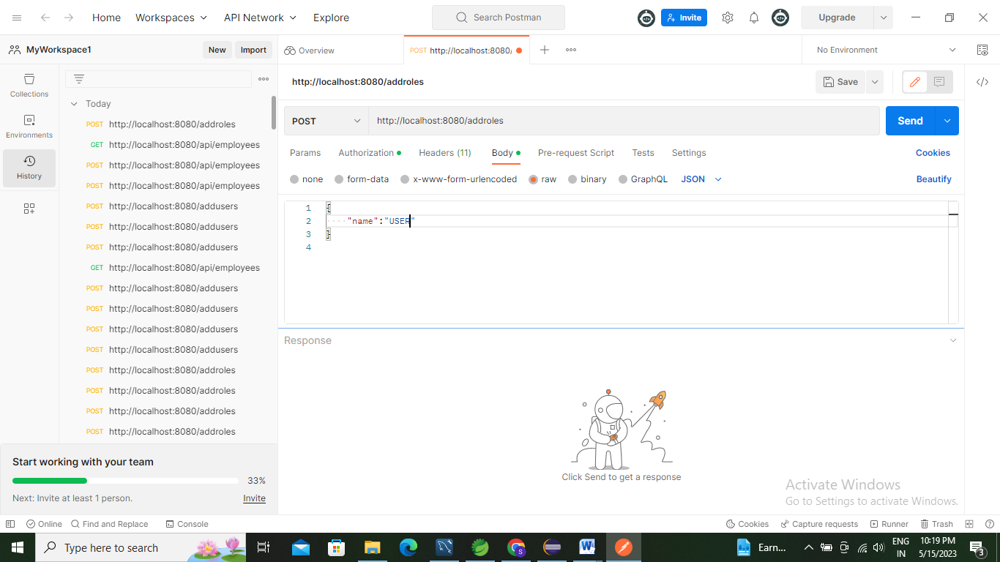 Home
Workspaces
API Network
Explore
Search Postman
Invite
Upgrade
MyWorkspace1
New
Import
Overview
POST http://localhost:8080/
No Environment
Collections
Environments
History
Today
POST http://localhost:8080/addroles
GET http://localhost:8080/api/employees
POST http://localhost:8080/api/employees
POST http://localhost:8080/api/employees
POST http://localhost:8080/addusers
POST http://localhost:8080/addusers
POST http://localhost:8080/addusers
GET http://localhost:8080/api/employees
POST http://localhost:8080/addusers
POST http://localhost:8080/addusers
POST http://localhost:8080/addusers
POST http://localhost:8080/addusers
POST http://localhost:8080/addroles
POST http://localhost:8080/addroles
POST http://localhost:8080/addroles
POST http://localhost:8080/addroles
Start working with your team
33%
Next: Invite at least 1 person.
Invite
http://localhost:8080/addroles
Save
POST
http://localhost:8080/addroles
Send
Params
Authorization
Headers (11)
Body
Pre-request Script
Tests
Settings
Cookies
none
form-data
x-www-form-urlencoded
raw
binary
GraphQL
JSON
Beautify
1 {
2 "name":"USER"
3 }
4
Response
Click Send to get a response
Activate Windows
Go to Settings to activate Windows.
Online
Find and Replace
Console
Cookies
Capture requests
Runner
Trash
Type here to search
S
W
Earn...
ENG
IN
10:19 PM
5/15/2023
3